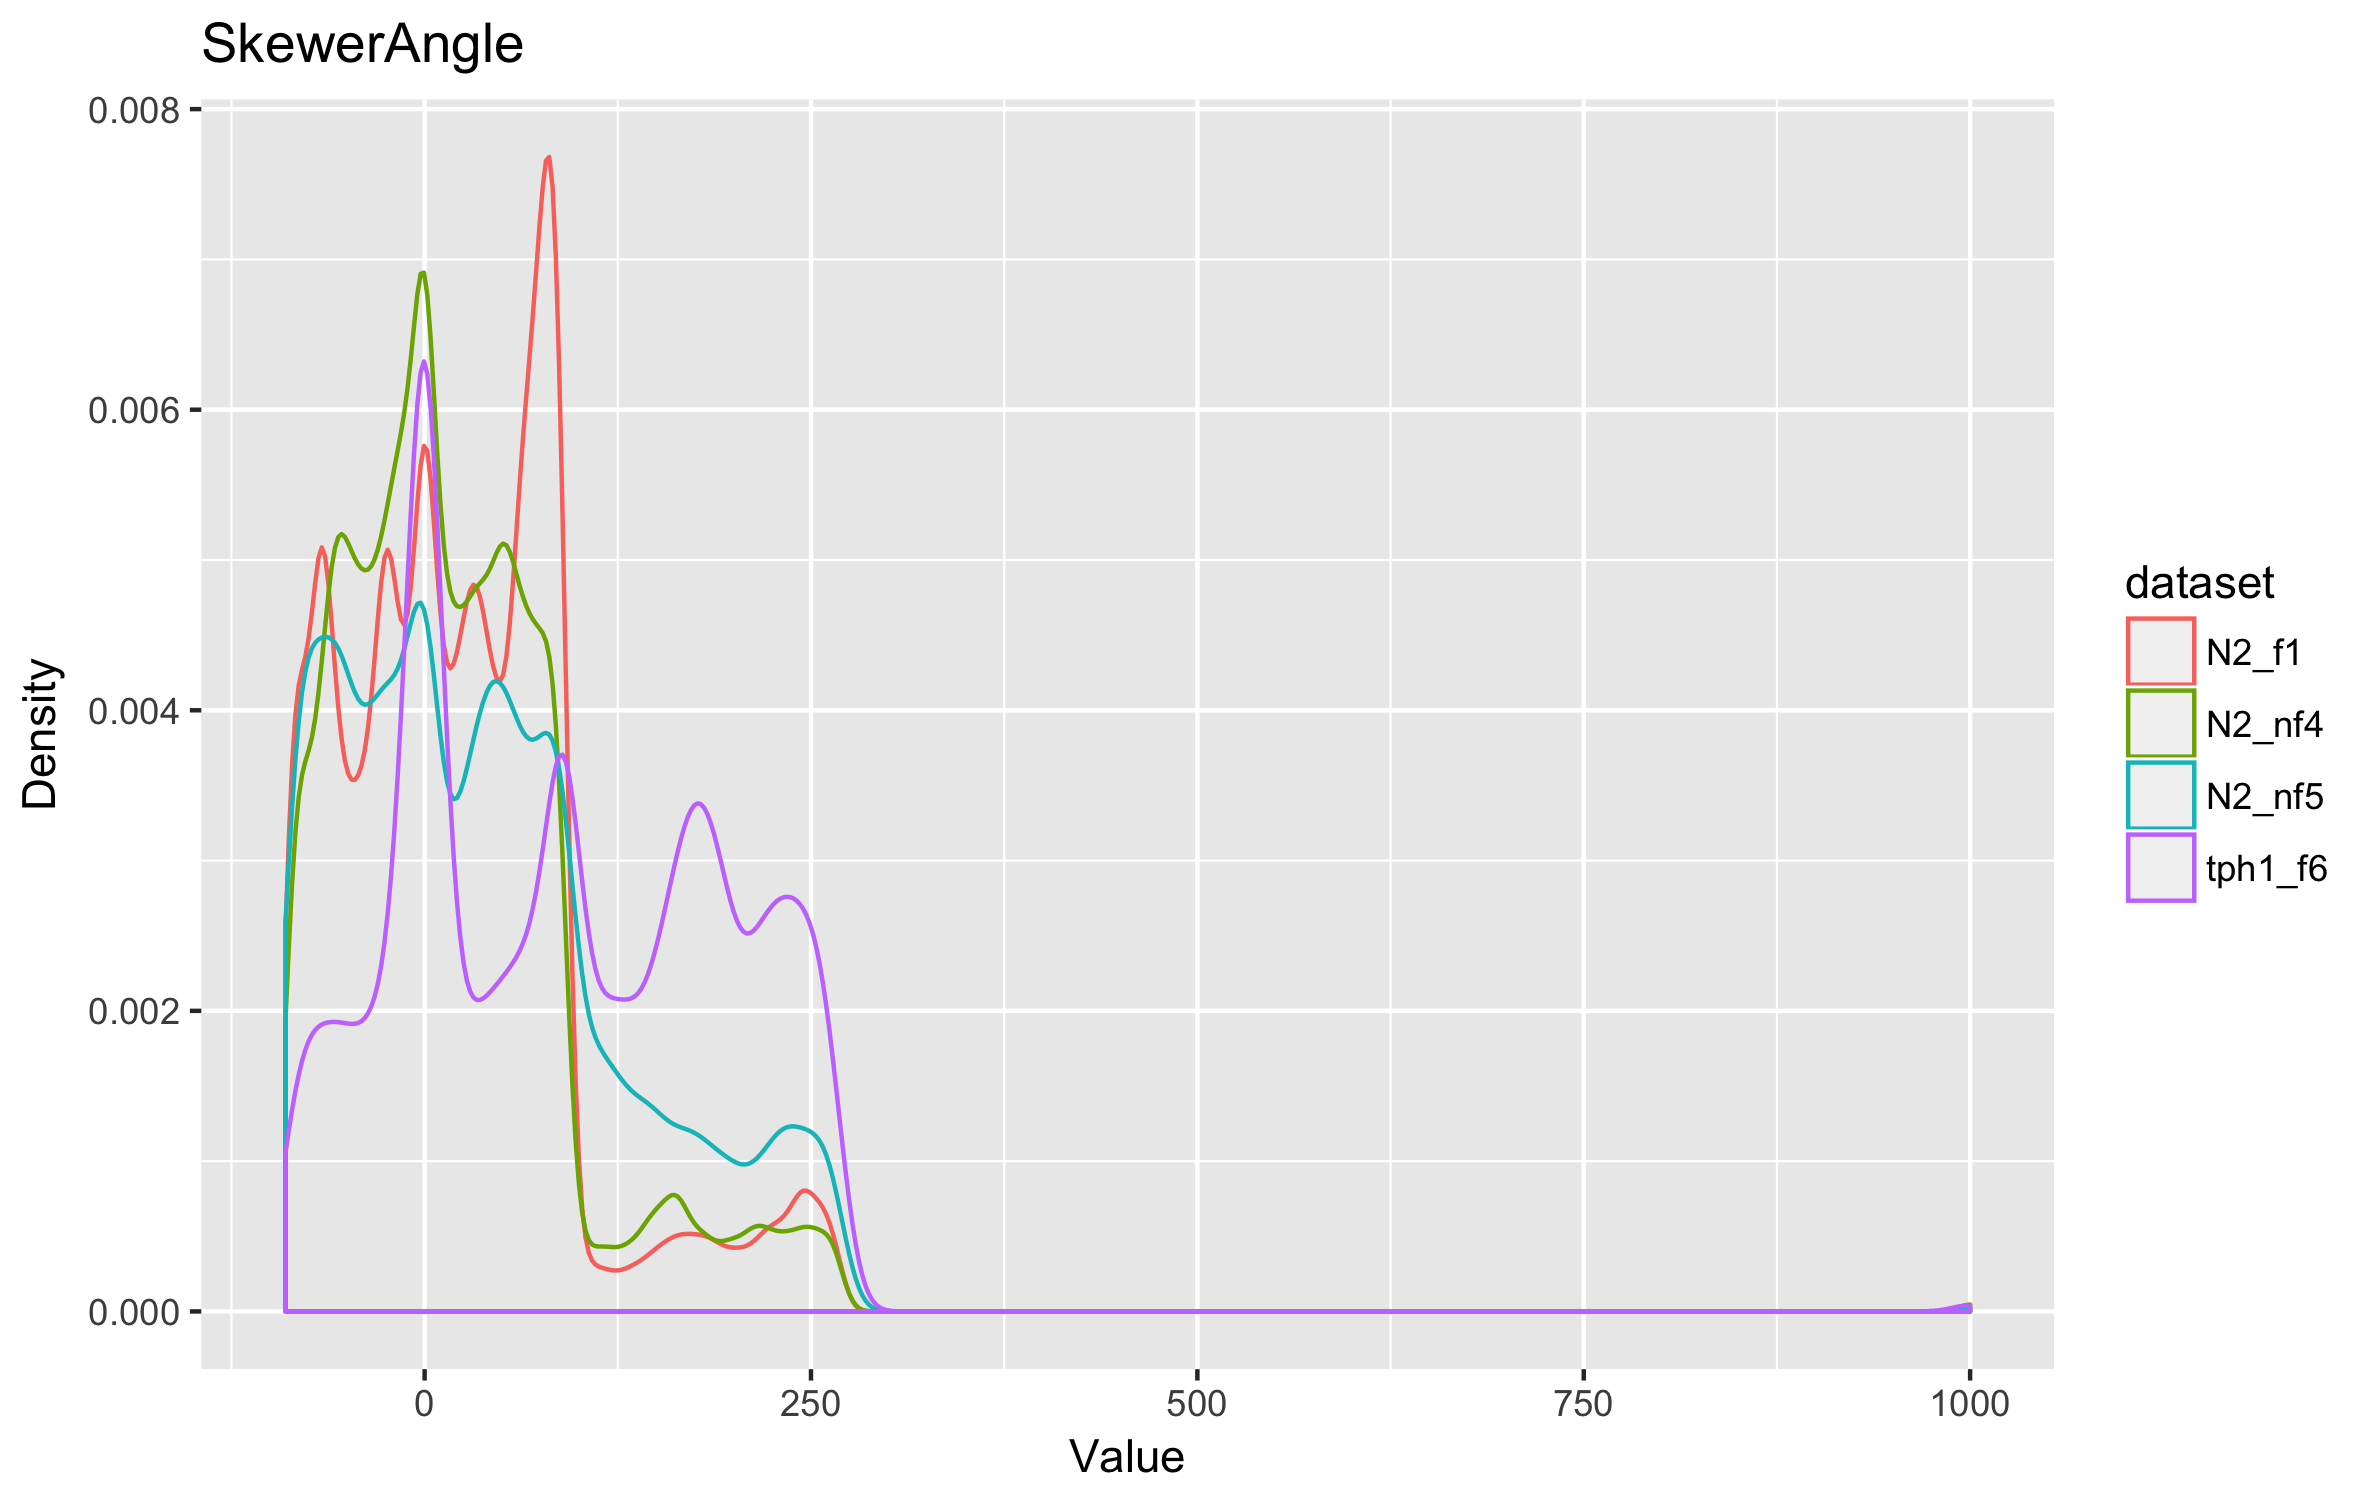 SkewerAngle
0.008
0.006
0.004
0.002
0.000
Density
0
250
500
750
1000
Value
dataset
N2_f1
N2_nf4
N2_nf5
tph1_f6